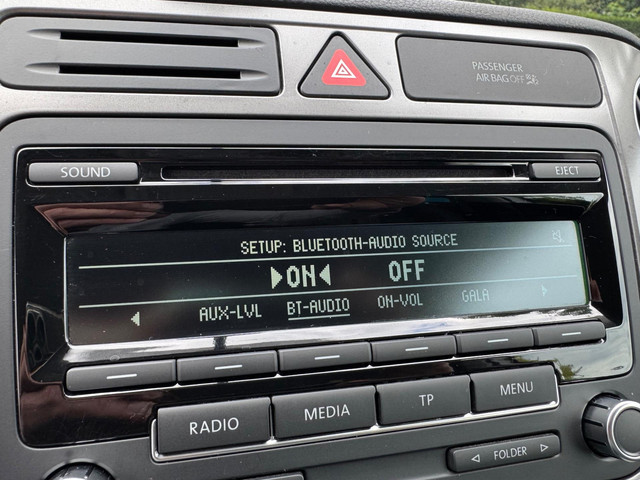 PASSENGER
AIR BAG OFF
SOUND
EJECT
SETUP: BLUETOOTH-AUDIO SOURCE
ON OFF
AUX-LVL BT-AUDIO ON-VOL GALA
RADIO MEDIA TP MENU
FOLDER